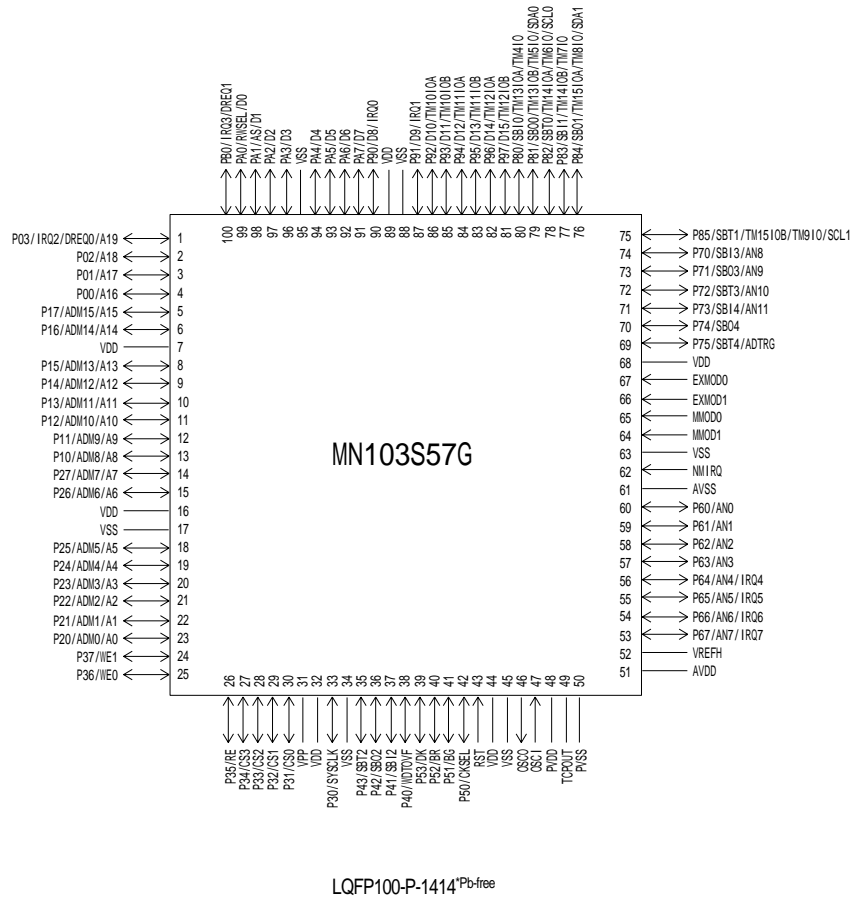 PB0/IRQ3/DREQ1
PA0/RWSEL/D0
PA1/AS/D1
PA2/D2
PA3/D3
VSS
PA4/D4
PA5/D5
PA6/D6
PA7/D7
P90/D8/IRQ0
VDD
VSS
P91/D9/IRQ1
P92/D10/TM10IOA
P93/D11/TM10IOB
P94/D12/TM11IOA
P95/D13/TM11IOB
P96/D14/TM12IOA
P97/D15/TM12IOB
P80/SBI0/TM13IOA/TM4IO
P81/SBO0/TM13IOB/TM5IO/SDA0
P82/SBT0/TM14IOA/TM6IO/SCL0
P83/SBI1/TM14IOB/TM7IO
P84/SBO1/TM15IOA/TM8IO/SDA1
100 99 98 97 96 95 94 93 92 91 90 89 88 87 86 85 84 83 82 81 80 79 78 77 76
P03/IRQ2/DREQ0/A19 1
P02/A18 2
P01/A17 3
P00/A16 4
P17/ADM15/A15 5
P16/ADM14/A14 6
VDD 7
P15/ADM13/A13 8
P14/ADM12/A12 9
P13/ADM11/A11 10
P12/ADM10/A10 11
P11/ADM9/A9 12
P10/ADM8/A8 13
P27/ADM7/A7 14
P26/ADM6/A6 15
VDD 16
VSS 17
P25/ADM5/A5 18
P24/ADM4/A4 19
P23/ADM3/A3 20
P22/ADM2/A2 21
P21/ADM1/A1 22
P20/ADM0/A0 23
P37/WE1 24
P36/WE0 25
MN103S57G
75 P85/SBT1/TM15IOB/TM9IO/SCL1
74 P70/SBI3/AN8
73 P71/SBO3/AN9
72 P72/SBT3/AN10
71 P73/SBI4/AN11
70 P74/SBO4
69 P75/SBT4/ADTRG
68 VDD
67 EXMOD0
66 EXMOD1
65 MMOD0
64 MMOD1
63 VSS
62 NMIRQ
61 AVSS
60 P60/AN0
59 P61/AN1
58 P62/AN2
57 P63/AN3
56 P64/AN4/IRQ4
55 P65/AN5/IRQ5
54 P66/AN6/IRQ6
53 P67/AN7/IRQ7
52 VREFH
51 AVDD
26 27 28 29 30 31 32 33 34 35 36 37 38 39 40 41 42 43 44 45 46 47 48 49 50
P35/RE
P34/CS3
P33/CS2
P32/CS1
P31/CS0
VPP
VDD
P30/SYSCLK
VSS
P43/SBT2
P42/SBO2
P41/SBI2
P40/WDTOVF
P53/DK
P52/BR
P51/BG
P50/CKSEL
RST
VDD
VSS
OSCO
OSCI
PVDD
TCPOUT
PVSS
LQFP100-P-1414*Pb-free